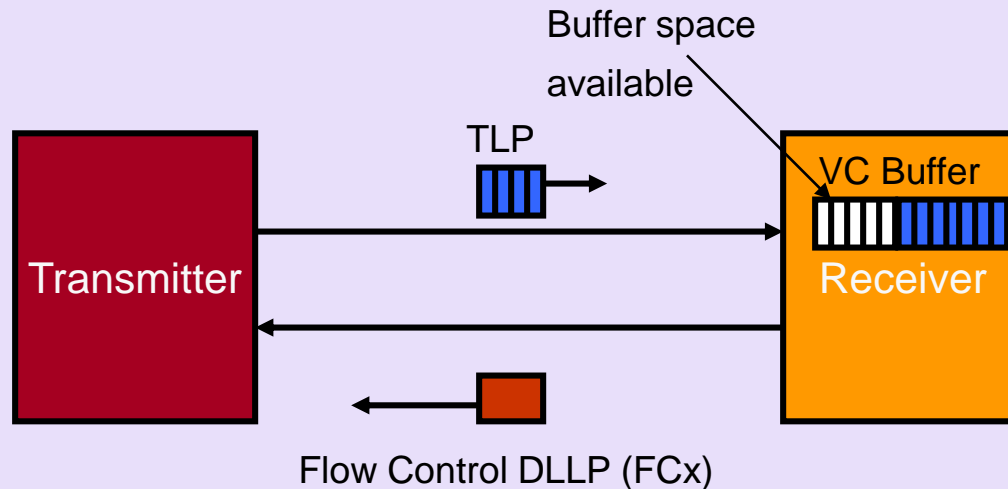 Buffer space
available
TLP
VC Buffer
Transmitter
Receiver
Flow Control DLLP (FCx)